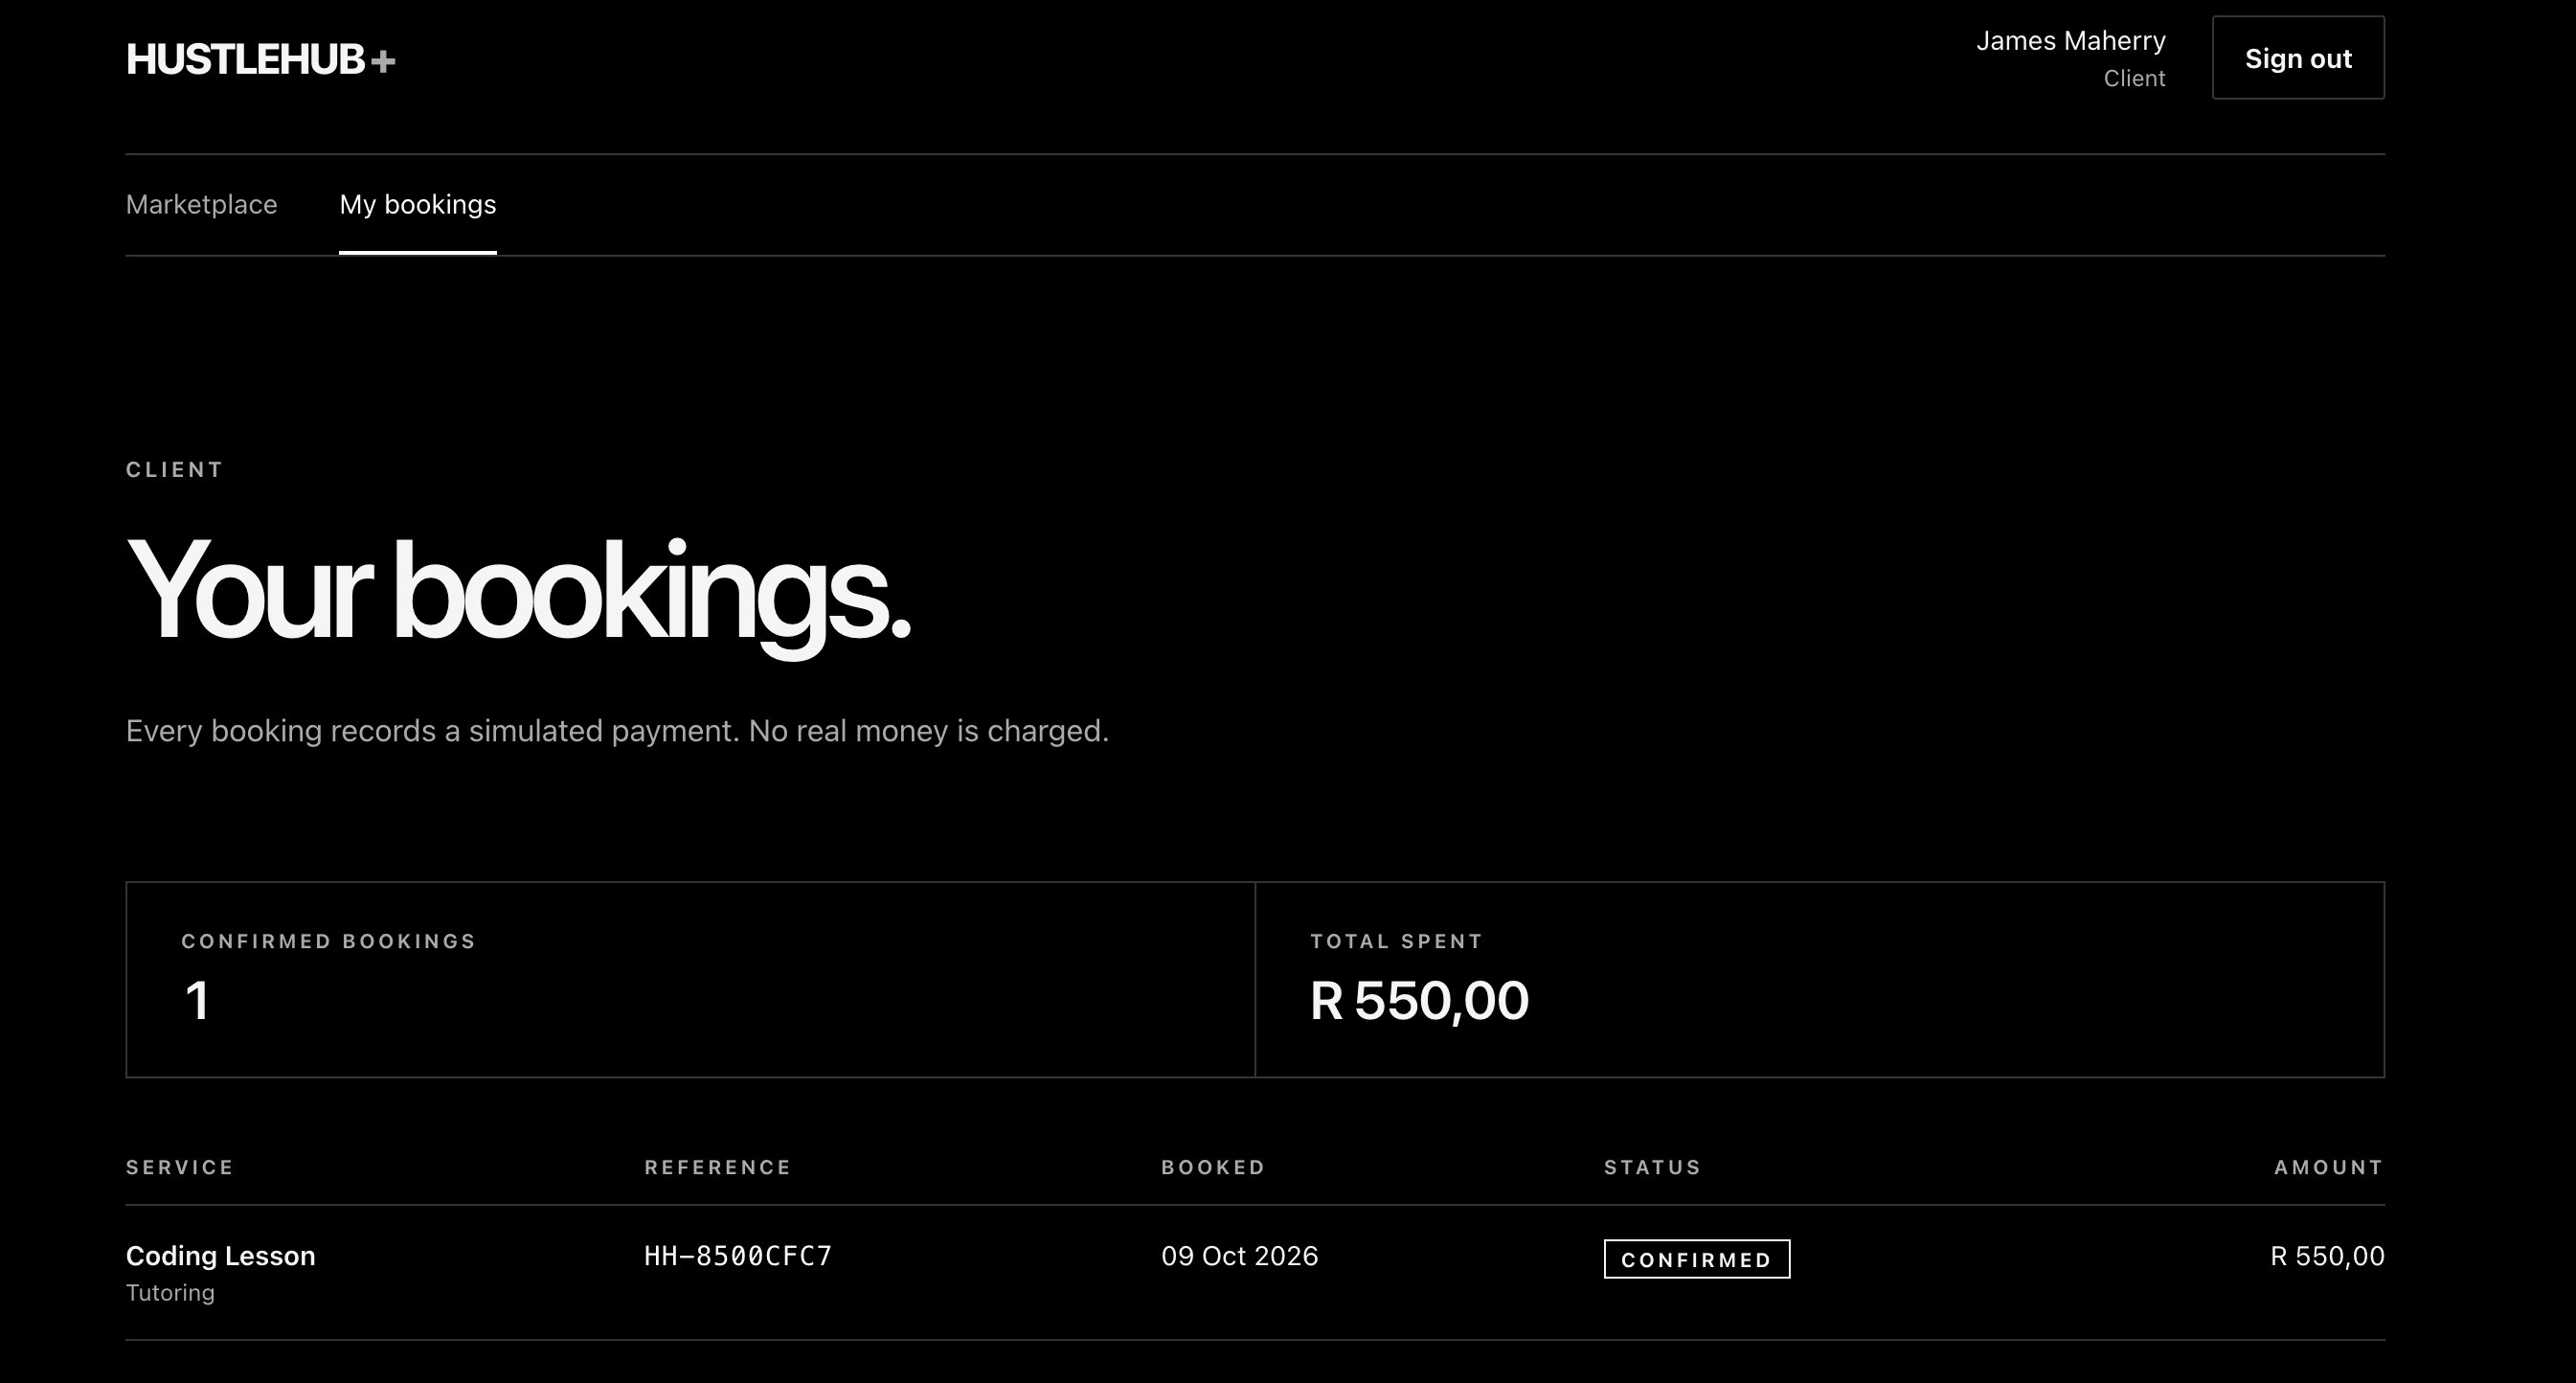 HUSTLEHUB+
James Maherry
Client
Sign out
Marketplace
My bookings
CLIENT
Your bookings.
Every booking records a simulated payment. No real money is charged.
CONFIRMED BOOKINGS
1
TOTAL SPENT
R 550,00
SERVICE REFERENCE BOOKED STATUS AMOUNT
Coding Lesson HH-8500CFC7 09 Oct 2026 CONFIRMED R 550,00
Tutoring